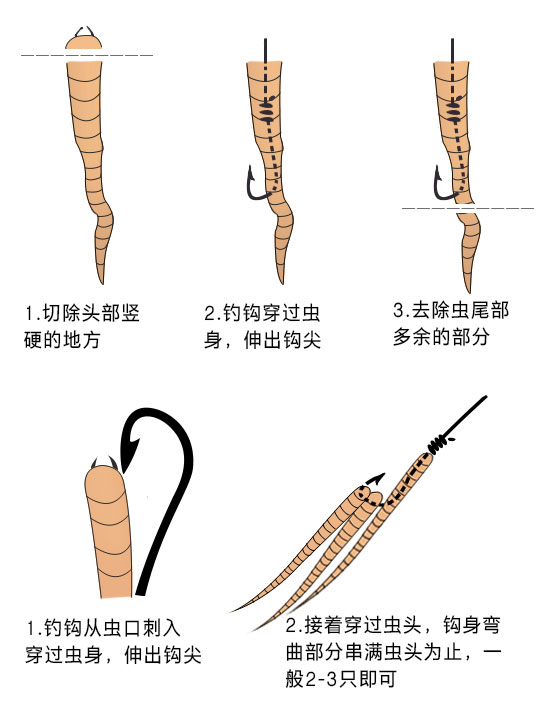 1.切除头部竖
硬的地方
2.钓钩穿过虫
身，伸出钩尖
3.去除虫尾部
多余的部分
1.钓钩从虫口刺入
穿过虫身，伸出钩尖
2.接着穿过虫头，钩身弯
曲部分串满虫头为止，一
般2-3只即可